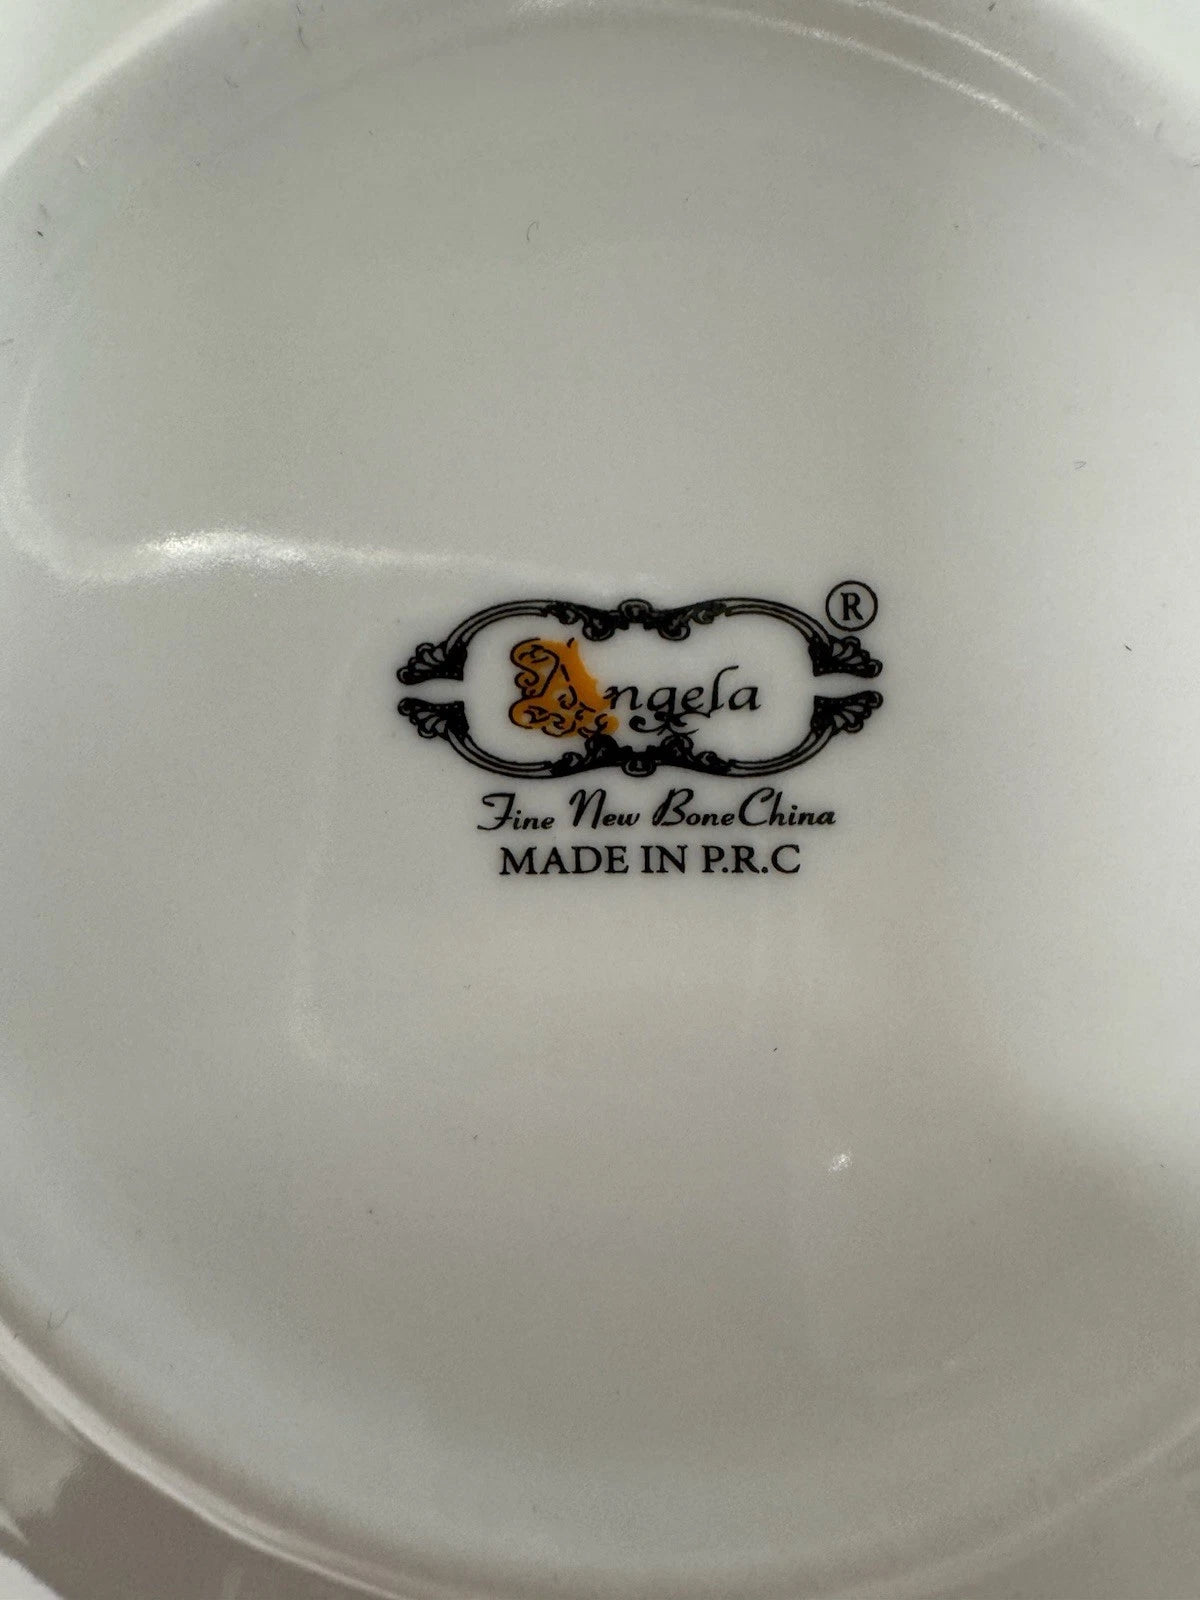 ®
Angela
Fine New Bone China
MADE IN P.R.C